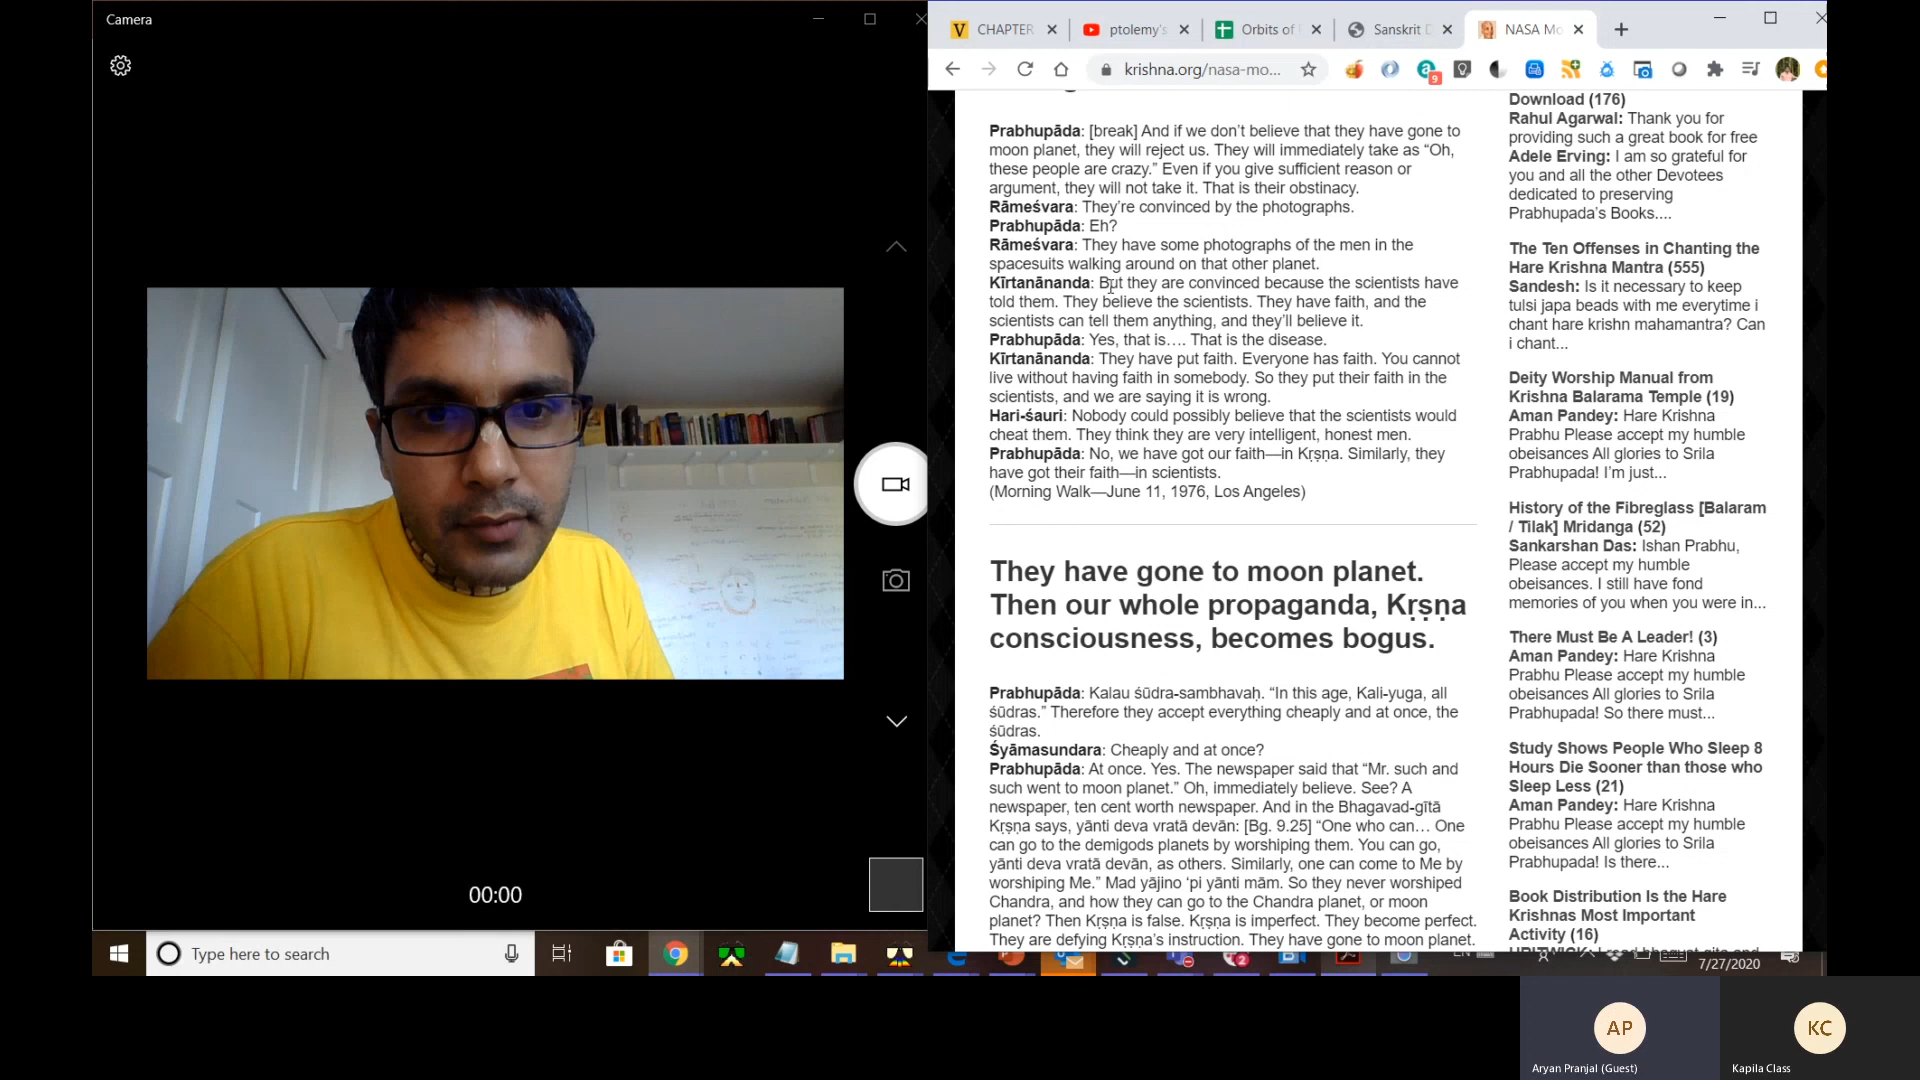 Camera
CHAPTER
ptolemy's
Orbits of
Sanskrit D
NASA Mo
krishna.org/nasa-mo...
9
Prabhupāda: [break] And if we don't believe that they have gone to
moon planet, they will reject us. They will immediately take as “Oh,
these people are crazy.” Even if you give sufficient reason or
argument, they will not take it. That is their obstinacy.
Rāmeśvara: They're convinced by the photographs.
Prabhupāda: Eh?
Rāmeśvara: They have some photographs of the men in the
spacesuits walking around on that other planet.
Kīrtanānanda: But they are convinced because the scientists have
told them. They believe the scientists. They have faith, and the
scientists can tell them anything, and they'll believe it.
Prabhupāda: Yes, that is…. That is the disease.
Kīrtanānanda: They have put faith. Everyone has faith. You cannot
live without having faith in somebody. So they put their faith in the
scientists, and we are saying it is wrong.
Hari-śauri: Nobody could possibly believe that the scientists would
cheat them. They think they are very intelligent, honest men.
Prabhupāda: No, we have got our faith—in Kṛṣṇa. Similarly, they
have got their faith—in scientists.
(Morning Walk—June 11, 1976, Los Angeles)
They have gone to moon planet.
Then our whole propaganda, Kṛṣṇa
consciousness, becomes bogus.
Prabhupāda: Kalau śūdra-sambhavaḥ. “In this age, Kali-yuga, all
śūdras.” Therefore they accept everything cheaply and at once, the
śūdras.
Śyāmasundara: Cheaply and at once?
Prabhupāda: At once. Yes. The newspaper said that “Mr. such and
such went to moon planet.” Oh, immediately believe. See? A
newspaper, ten cent worth newspaper. And in the Bhagavad-gītā
Kṛṣṇa says, yānti deva vratā devān: [Bg. 9.25] “One who can… One
can go to the demigods planets by worshiping them. You can go,
yānti deva vratā devān, as others. Similarly, one can come to Me by
worshiping Me.” Mad yājino ‘pi yānti mām. So they never worshiped
Chandra, and how they can go to the Chandra planet, or moon
planet? Then Kṛṣṇa is false. Kṛṣṇa is imperfect. They become perfect.
They are defying Kṛṣṇa's instruction. They have gone to moon planet.
Download (176)
Rahul Agarwal: Thank you for
providing such a great book for free
Adele Erving: I am so grateful for
you and all the other Devotees
dedicated to preserving
Prabhupada's Books....
The Ten Offenses in Chanting the
Hare Krishna Mantra (555)
Sandesh: Is it necessary to keep
tulsi japa beads with me everytime i
chant hare krishn mahamantra? Can
i chant...
Deity Worship Manual from
Krishna Balarama Temple (19)
Aman Pandey: Hare Krishna
Prabhu Please accept my humble
obeisances All glories to Srila
Prabhupada! I'm just...
History of the Fibreglass [Balaram
/ Tilak] Mridanga (52)
Sankarshan Das: Ishan Prabhu,
Please accept my humble
obeisances. I still have fond
memories of you when you were in...
There Must Be A Leader! (3)
Aman Pandey: Hare Krishna
Prabhu Please accept my humble
obeisances All glories to Srila
Prabhupada! So there must...
Study Shows People Who Sleep 8
Hours Die Sooner than those who
Sleep Less (21)
Aman Pandey: Hare Krishna
Prabhu Please accept my humble
obeisances All glories to Srila
Prabhupada! Is there...
Book Distribution Is the Hare
Krishnas Most Important
Activity (16)
00:00
Type here to search
2
7/27/2020
AP
Aryan Pranjal (Guest)
KC
Kapila Class